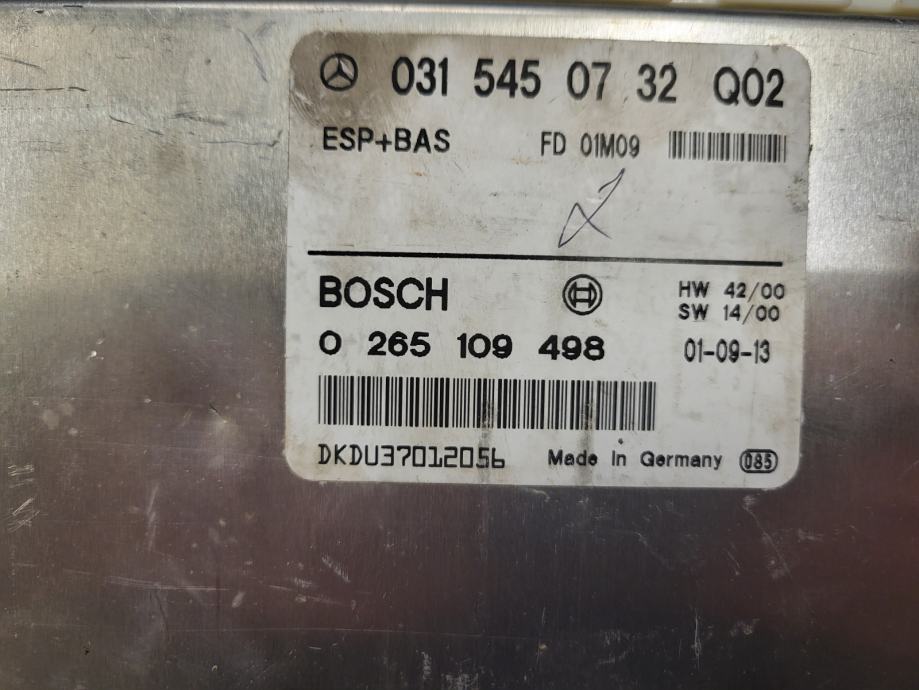 031 545 07 32 Q02
ESP+BAS FD 01M09
BOSCH HW 42/00
SW 14/00
0 265 109 498 01-09-13
DKDU37012056 Made In Germany 085